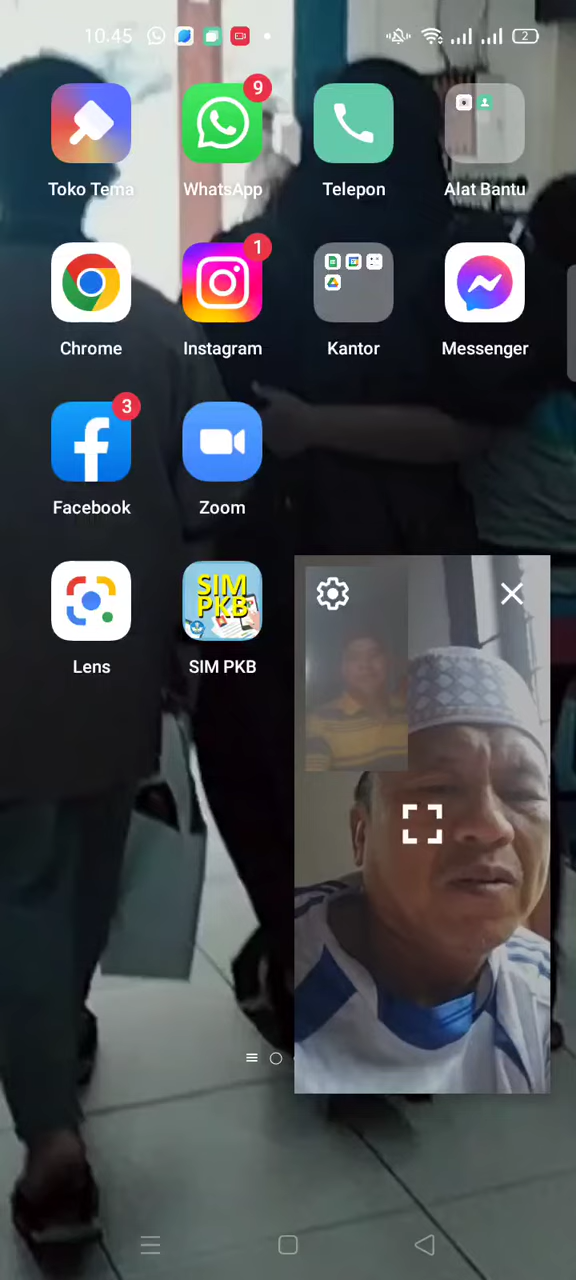 10.45
2
9
Toko Tema
WhatsApp
Telepon
Alat Bantu
1
Chrome
Instagram
Kantor
Messenger
3
Facebook
Zoom
SIM
PKB
Lens
SIM PKB